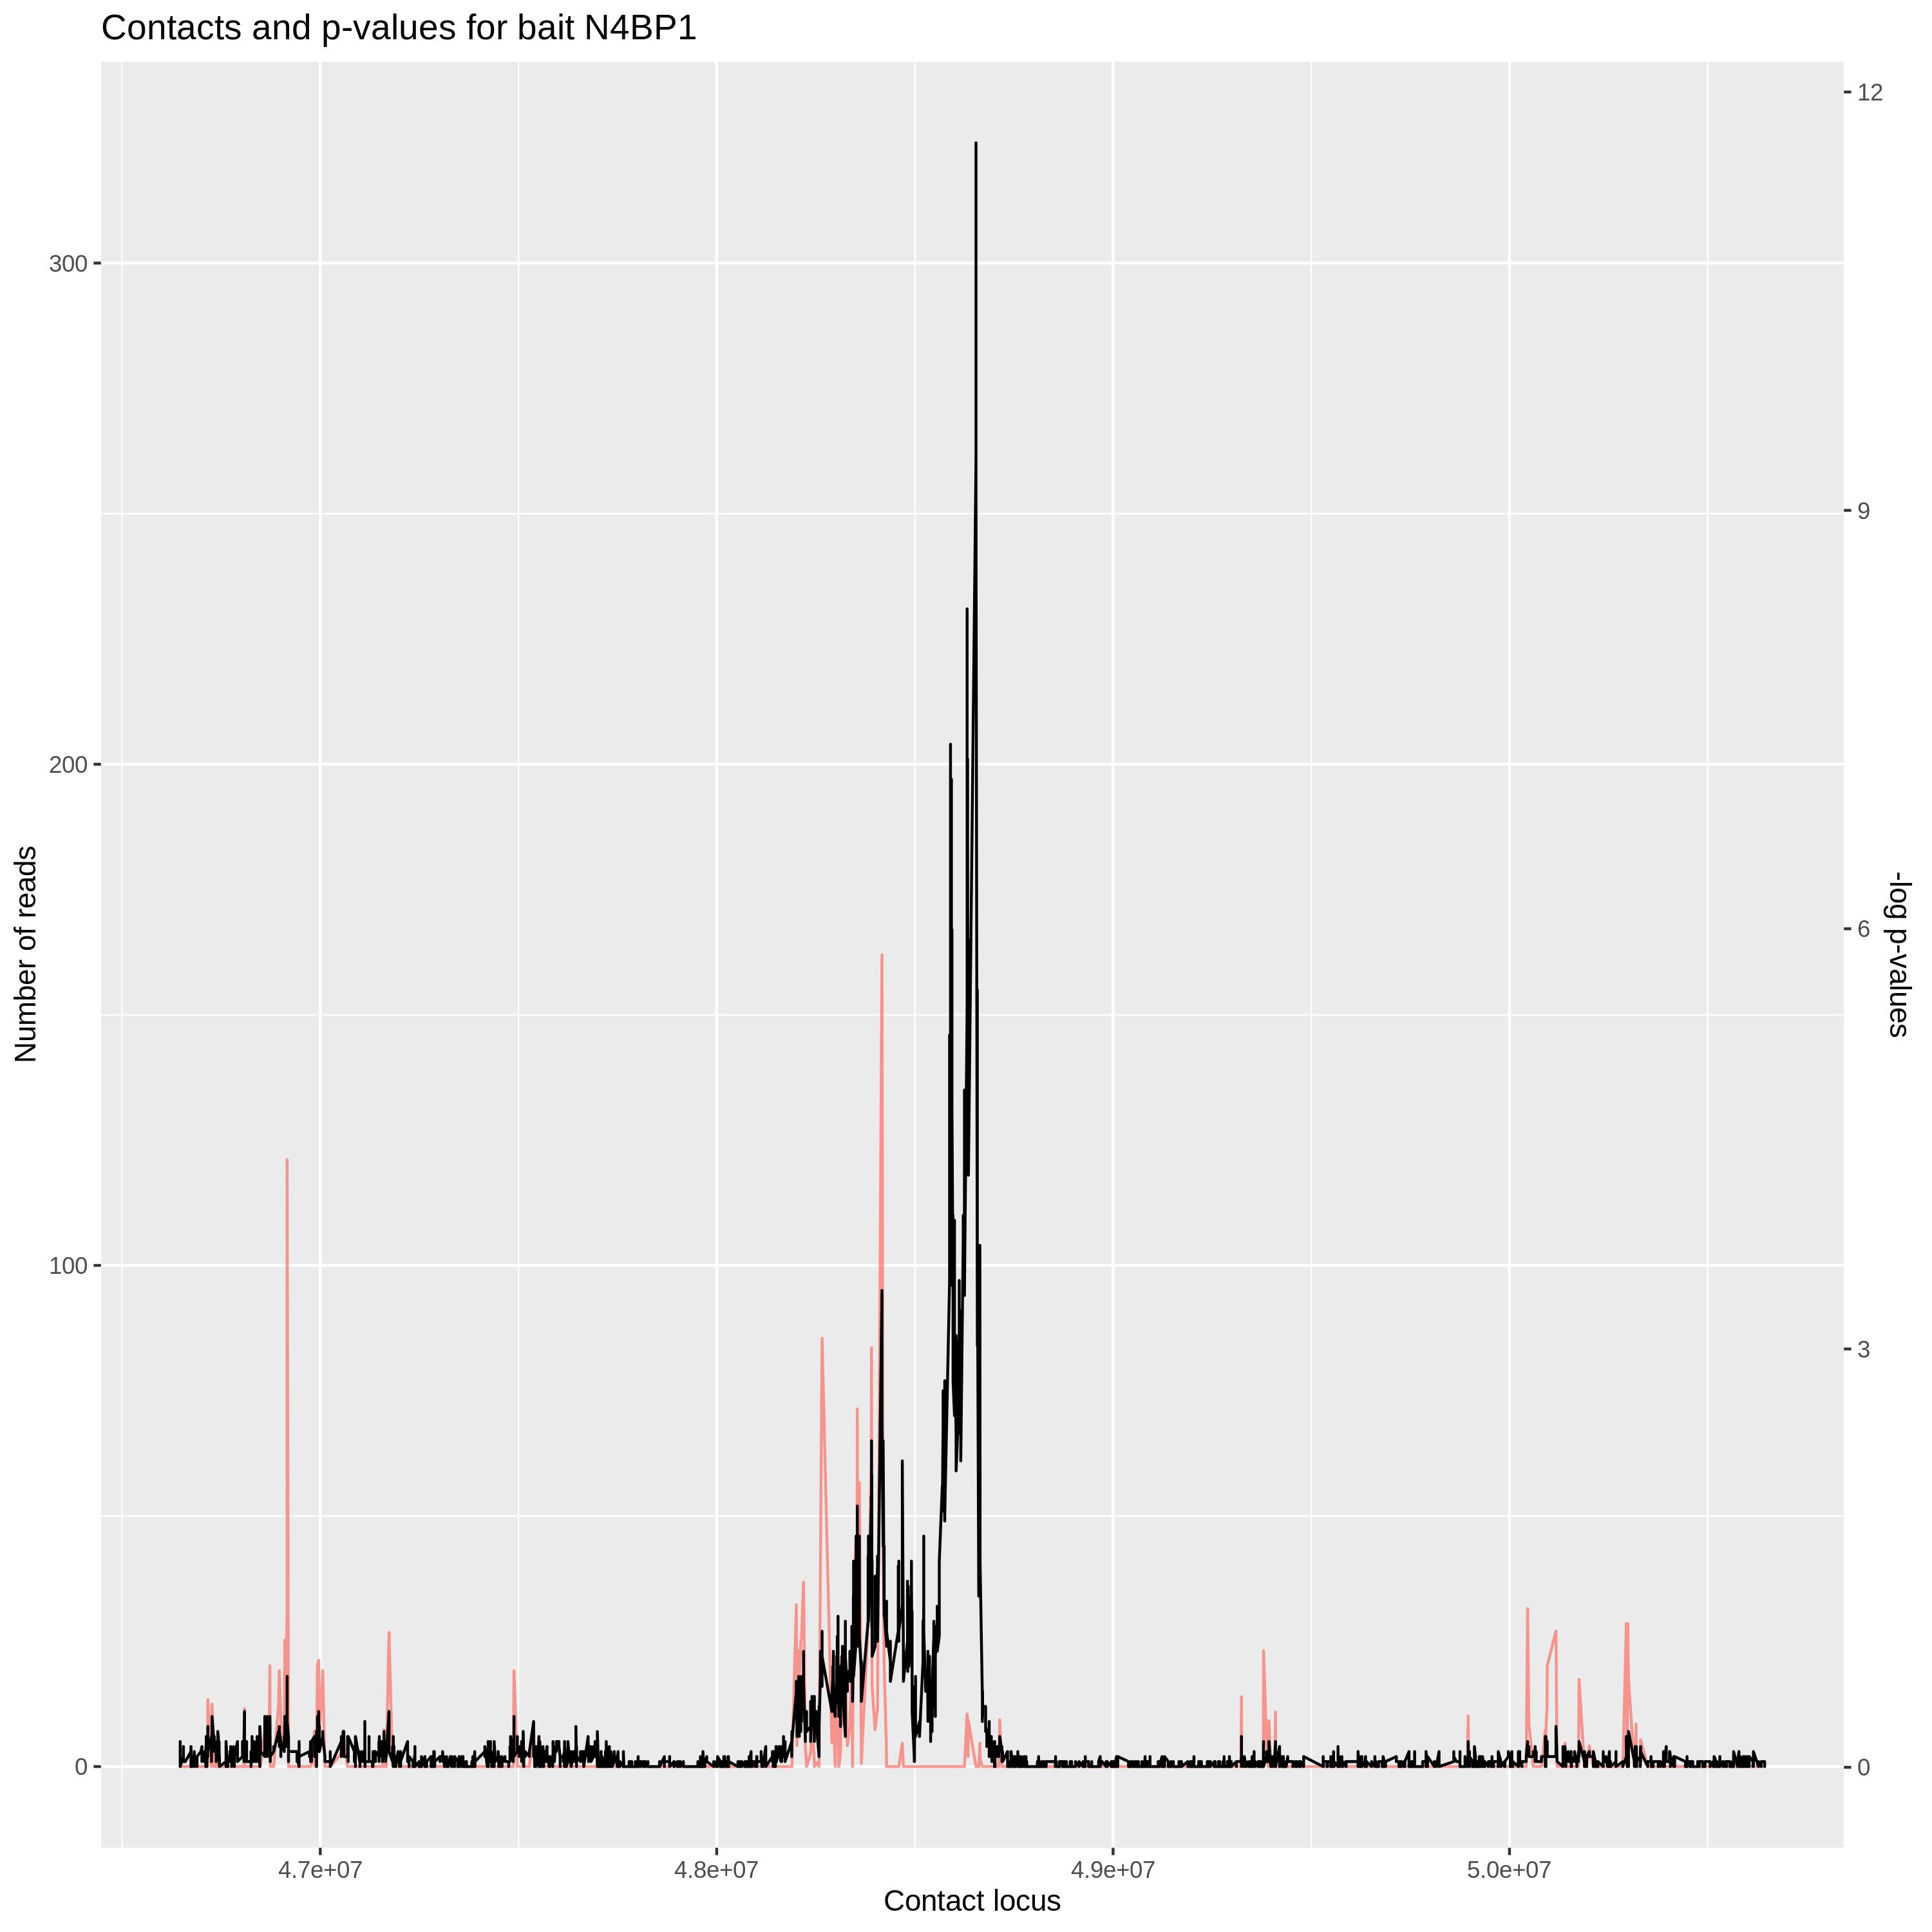 Contacts and p-values for bait N4BP1
Number of reads
300
200
100
0
12
9
6
3
0
-log p-values
4.7e+07
4.8e+07
4.9e+07
5.0e+07
Contact locus